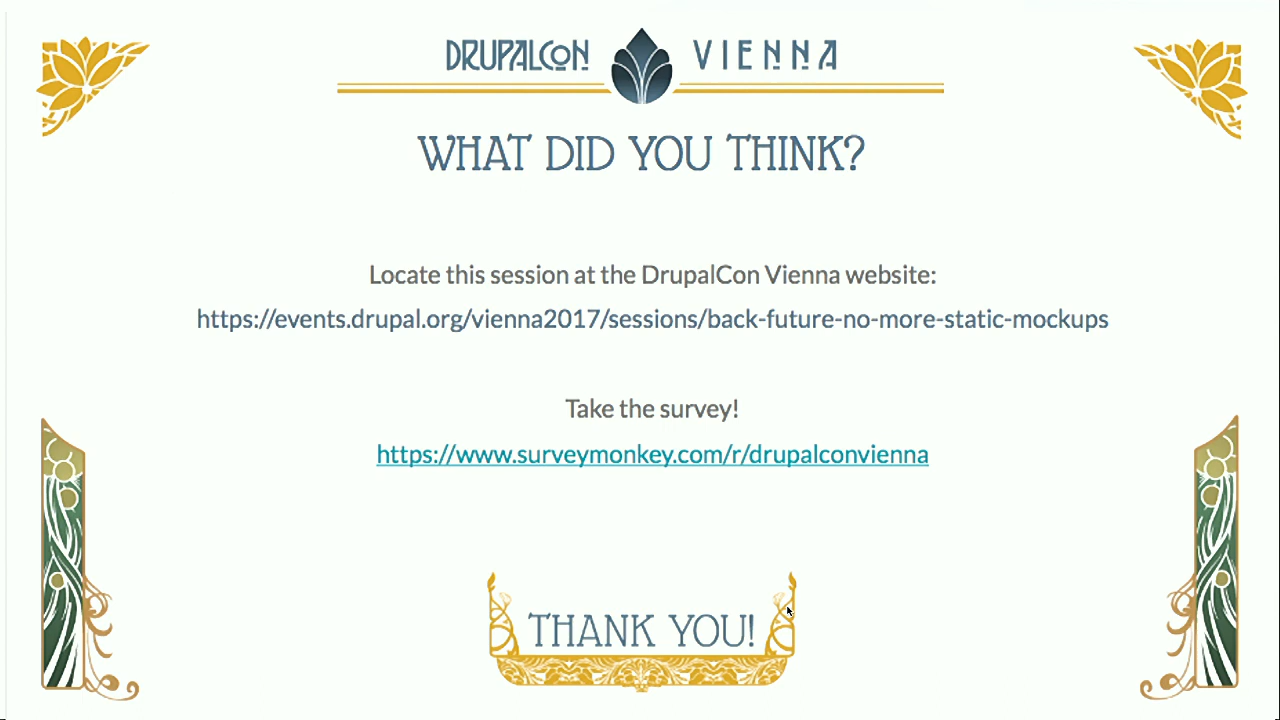 DRUPALCON VIENNA
WHAT DID YOU THINK?
Locate this session at the DrupalCon Vienna website:
https://events.drupal.org/vienna2017/sessions/back-future-no-more-static-mockups
Take the survey!
https://www.surveymonkey.com/r/drupalconvienna
THANK YOU!